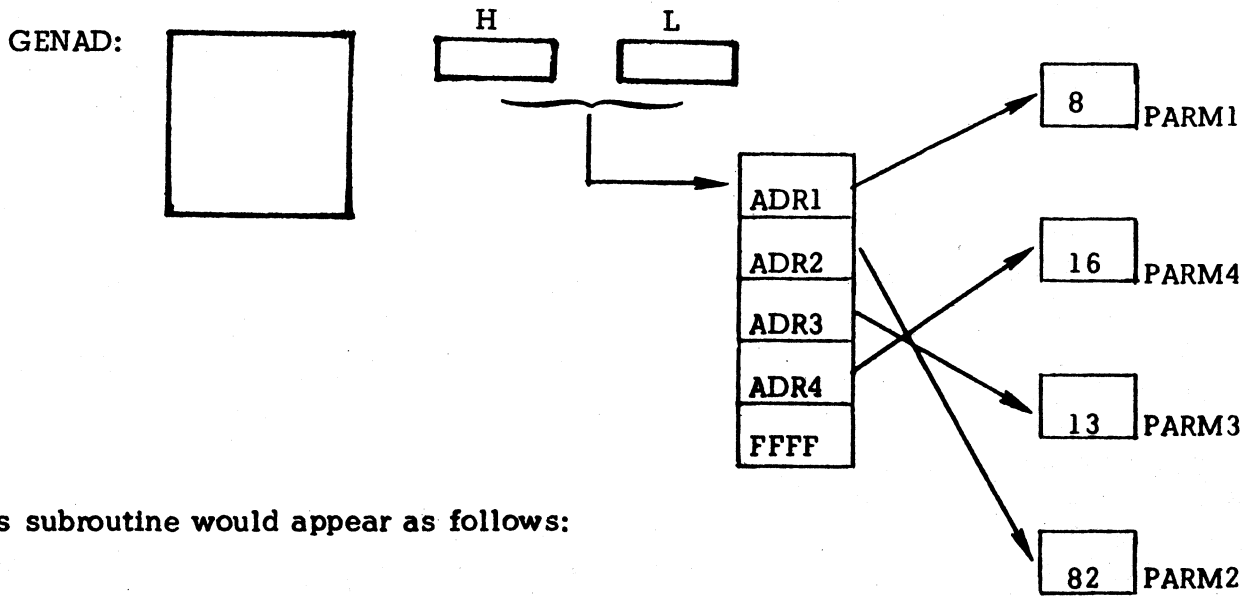 GENAD:
H
L
8
PARM1
ADR1
ADR2
ADR3
ADR4
FFFF
16
PARM4
13
PARM3
s subroutine would appear as follows:
82
PARM2